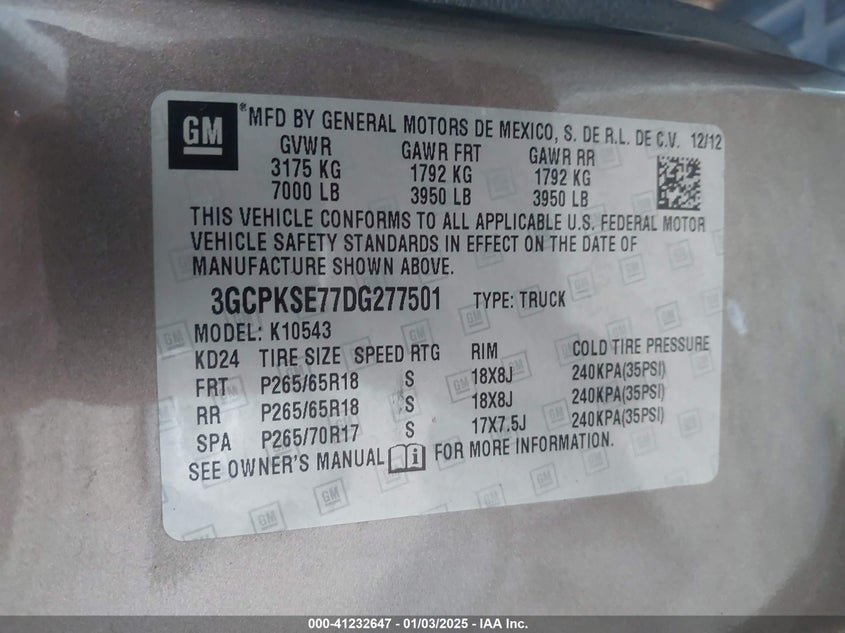 GM
®MFD BY GENERAL MOTORS DE MEXICO, S. DE R.L. DE C.V. 12/12
GVWR GAWR FRT GAWR RR
3175 KG 1792 KG 1792 KG
7000 LB 3950 LB 3950 LB
THIS VEHICLE CONFORMS TO ALL APPLICABLE U.S. FEDERAL MOTOR
VEHICLE SAFETY STANDARDS IN EFFECT ON THE DATE OF
MANUFACTURE SHOWN ABOVE.
3GCPKSE77DG277501 TYPE: TRUCK
MODEL: K10543
KD24 TIRE SIZE SPEED RTG RIM COLD TIRE PRESSURE
FRT P265/65R18 S 18X8J 240KPA(35PSI)
RR P265/65R18 S 18X8J 240KPA(35PSI)
SPA P265/70R17 S 17X7.5J 240KPA(35PSI)
SEE OWNER'S MANUAL i FOR MORE INFORMATION.
000-41232647 - 01/03/2025 - IAA Inc.